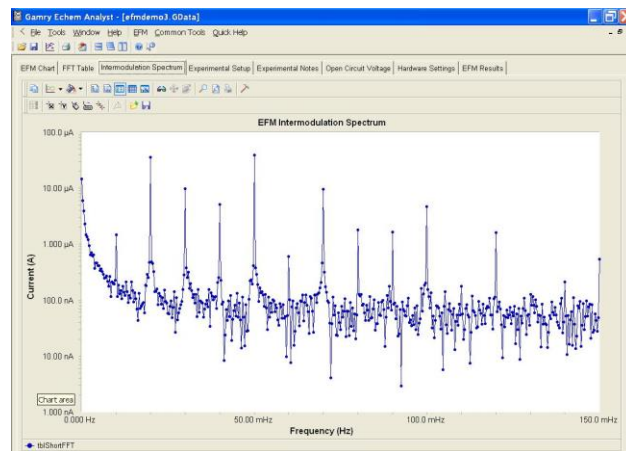 Gamry Echem Analyst - [efmdemo3.GData]
File Tools Window Help EFM Common Tools Quick Help
EFM Chart FFT Table Intermodulation Spectrum Experimental Setup Experimental Notes Open Circuit Voltage Hardware Settings EFM Results
EFM Intermodulation Spectrum
100.0 µA
10.00 µA
1.000 µA
100.0 nA
10.00 nA
1.000 nA
Current (A)
Chart area
0.000 Hz 50.00 mHz 100.0 mHz 150.0 mHz
Frequency (Hz)
tblShortFFT